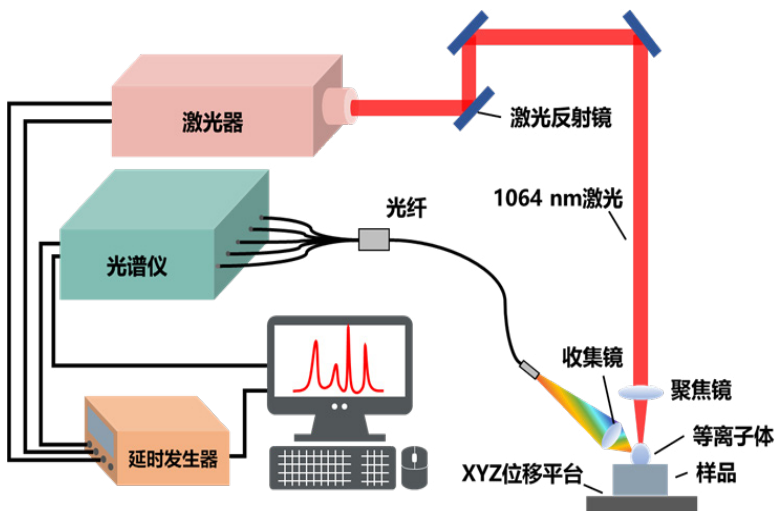 激光器
激光反射镜
1064 nm激光
光纤
光谱仪
收集镜
聚焦镜
等离子体
延时发生器
XYZ位移平台
样品